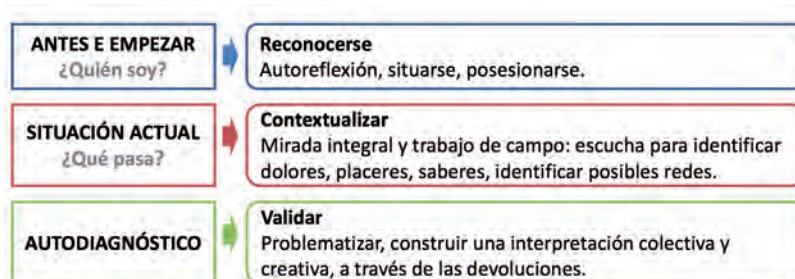 ANTES E EMPEZAR
¿Quién soy?
Reconocerse
Autoreflexión, situarse, posesionarse.
SITUACIÓN ACTUAL
¿Qué pasa?
Contextualizar
Mirada integral y trabajo de campo: escucha para identificar
dolores, placeres, saberes, identificar posibles redes.
AUTODIAGNÓSTICO
Validar
Problematizar, construir una interpretación colectiva y
creativa, a través de las devoluciones.